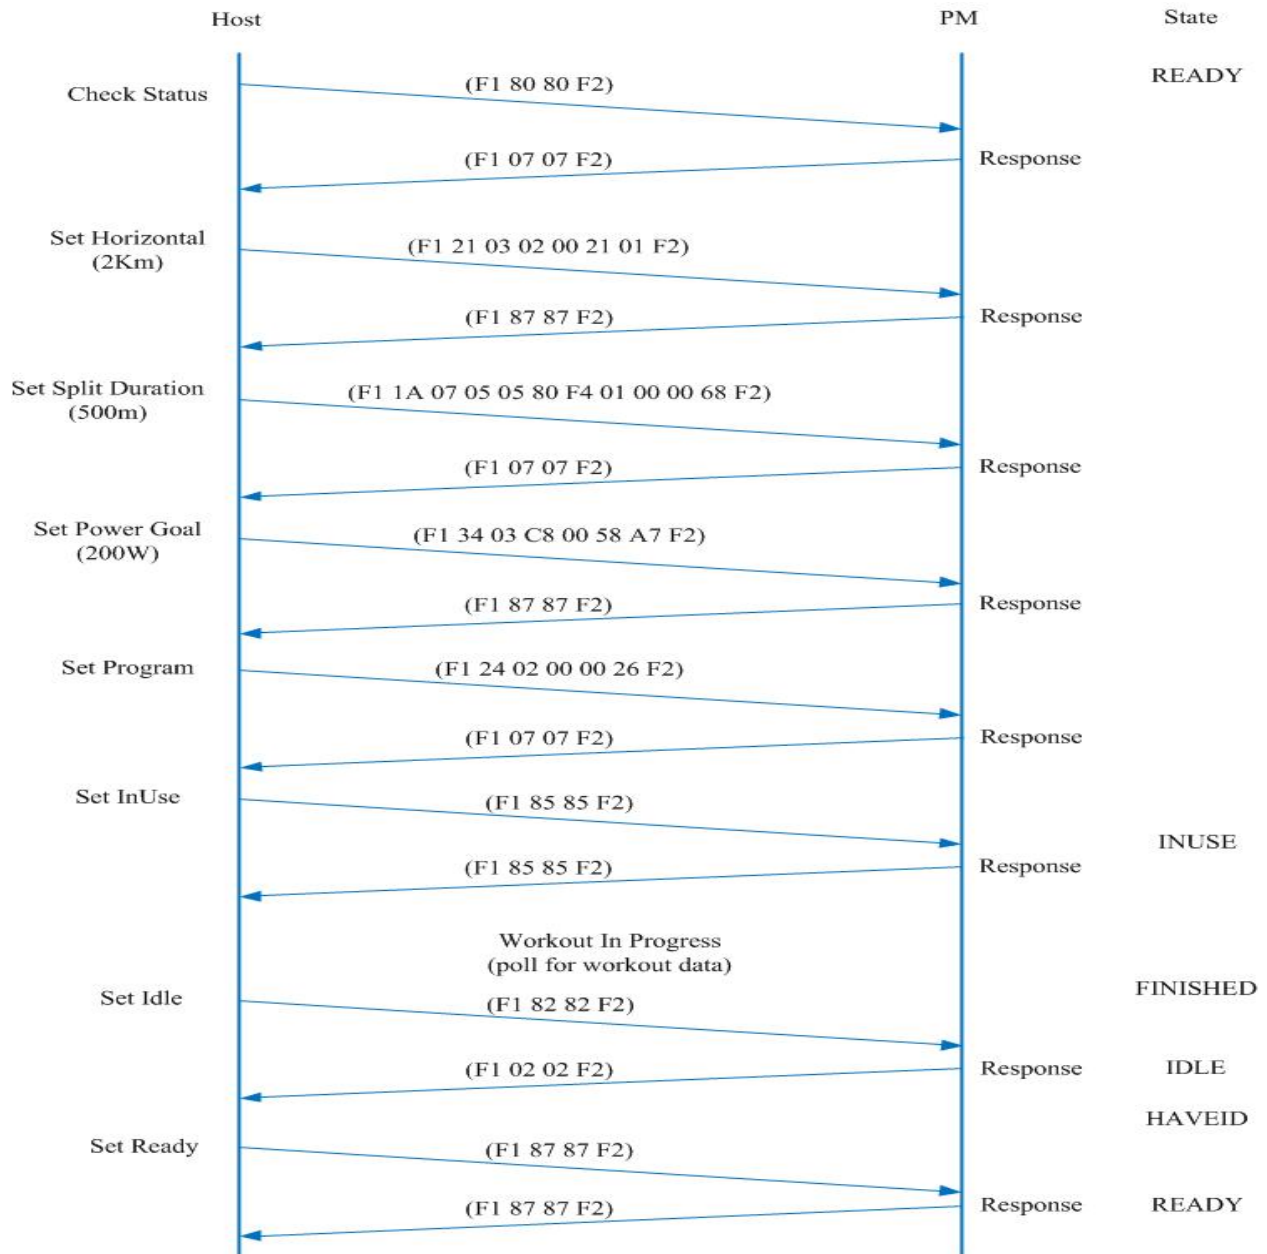 Host PM State
READY
Check Status (F1 80 80 F2)
(F1 07 07 F2) Response
Set Horizontal
(2Km)
(F1 21 03 02 00 21 01 F2)
(F1 87 87 F2) Response
Set Split Duration
(500m)
(F1 1A 07 05 05 80 F4 01 00 00 68 F2)
(F1 07 07 F2) Response
Set Power Goal
(200W)
(F1 34 03 C8 00 58 A7 F2)
(F1 87 87 F2) Response
Set Program (F1 24 02 00 00 26 F2)
(F1 07 07 F2) Response
Set InUse (F1 85 85 F2)
INUSE
(F1 85 85 F2) Response
Workout In Progress
(poll for workout data)
FINISHED
Set Idle (F1 82 82 F2)
(F1 02 02 F2) Response IDLE
HAVEID
Set Ready (F1 87 87 F2)
(F1 87 87 F2) Response READY